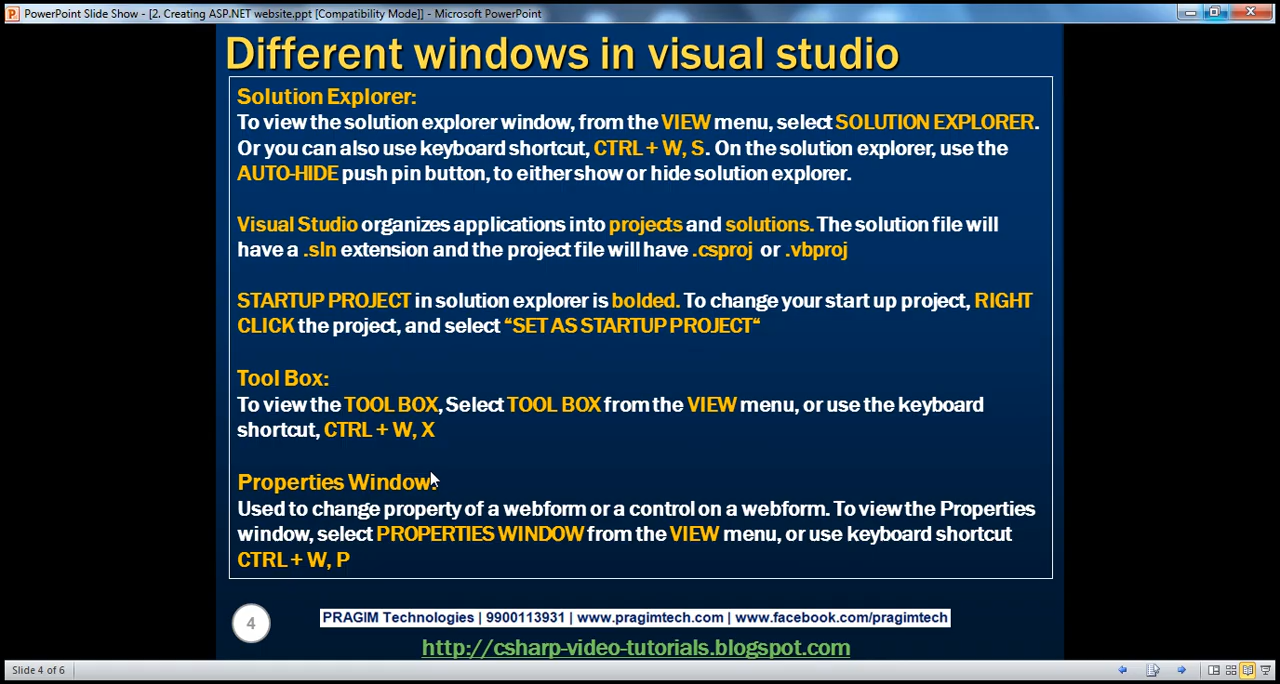 PowerPoint Slide Show - [2. Creating ASP.NET website.ppt [Compatibility Mode]] - Microsoft PowerPoint
Different windows in visual studio
Solution Explorer:
To view the solution explorer window, from the VIEW menu, select SOLUTION EXPLORER.
Or you can also use keyboard shortcut, CTRL + W, S. On the solution explorer, use the
AUTO-HIDE push pin button, to either show or hide solution explorer.
Visual Studio organizes applications into projects and solutions. The solution file will
have a .sln extension and the project file will have .csproj or .vbproj
STARTUP PROJECT in solution explorer is bolded. To change your start up project, RIGHT
CLICK the project, and select “SET AS STARTUP PROJECT“
Tool Box:
To view the TOOL BOX, Select TOOL BOX from the VIEW menu, or use the keyboard
shortcut, CTRL + W, X
Properties Window:
Used to change property of a webform or a control on a webform. To view the Properties
window, select PROPERTIES WINDOW from the VIEW menu, or use keyboard shortcut
CTRL + W, P
4
PRAGIM Technologies | 9900113931 | www.pragimtech.com | www.facebook.com/pragimtech
http://csharp-video-tutorials.blogspot.com
Slide 4 of 6